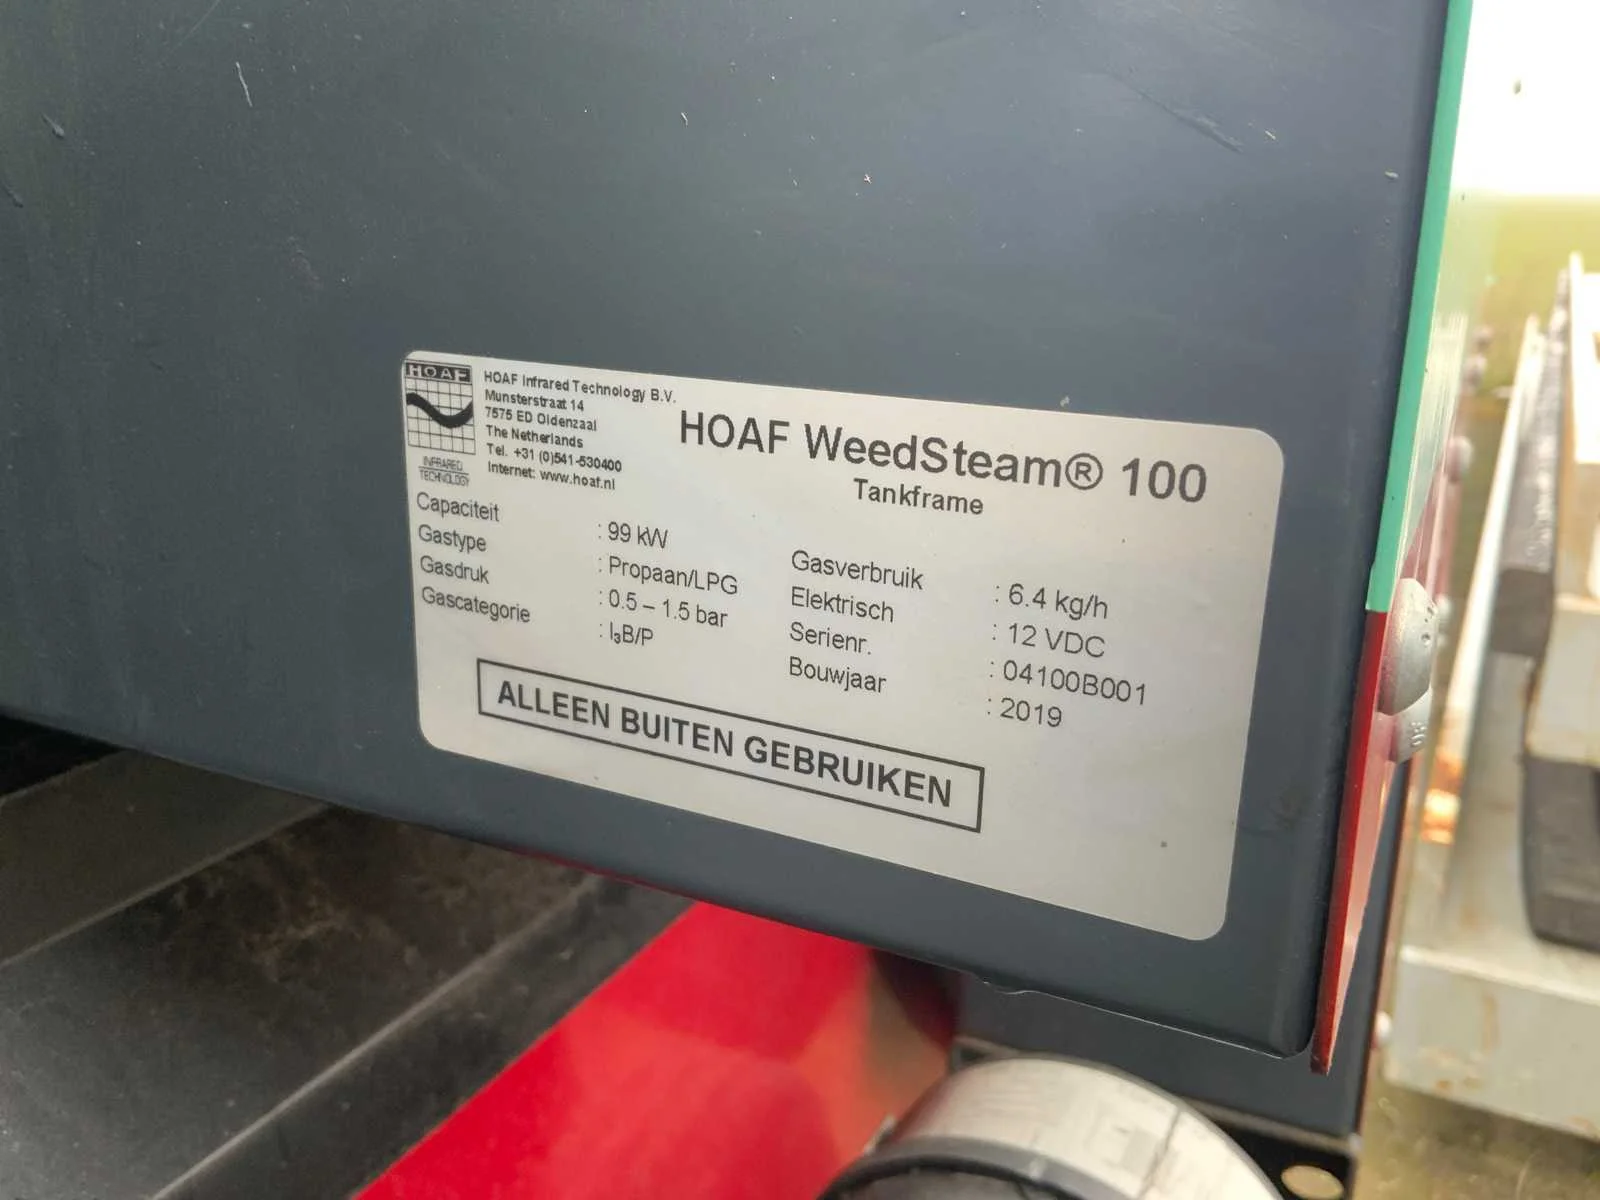 HOAF
INFRARED
TECHNOLOGY
HOAF Infrared Technology B.V.
Munsterstraat 14
7575 ED Oldenzaal
The Netherlands
Tel. +31 (0)541-530400
Internet: www.hoaf.nl
HOAF WeedSteam® 100
Tankframe
Capaciteit : 99 kW
Gastype : Propaan/LPG
Gasdruk : 0.5 – 1.5 bar
Gascategorie : I₃B/P
Gasverbruik : 6.4 kg/h
Elektrisch : 12 VDC
Serienr. : 04100B001
Bouwjaar : 2019
ALLEEN BUITEN GEBRUIKEN